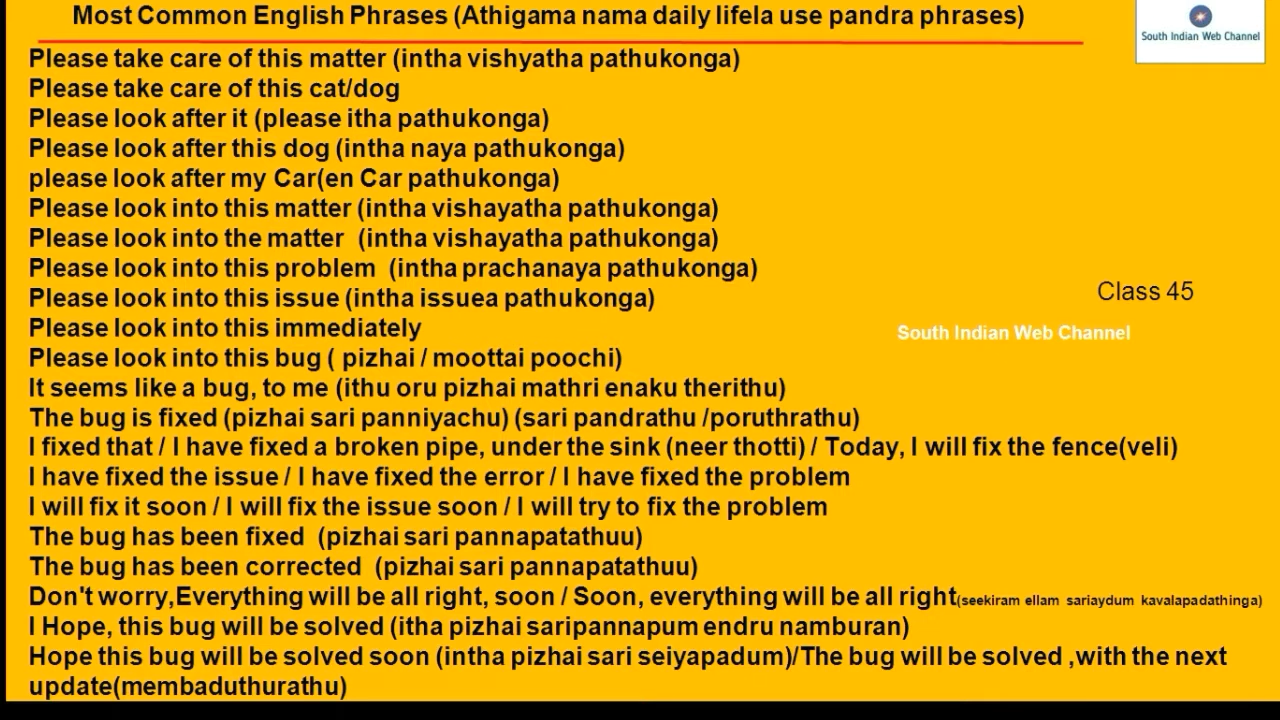 Most Common English Phrases (Athigama nama daily lifela use pandra phrases)
South Indian Web Channel
Please take care of this matter (intha vishyatha pathukonga)
Please take care of this cat/dog
Please look after it (please itha pathukonga)
Please look after this dog (intha naya pathukonga)
please look after my Car(en Car pathukonga)
Please look into this matter (intha vishayatha pathukonga)
Please look into the matter (intha vishayatha pathukonga)
Please look into this problem (intha prachanaya pathukonga)
Class 45
Please look into this issue (intha issuea pathukonga)
Please look into this immediately
South Indian Web Channel
Please look into this bug ( pizhai / moottai poochi)
It seems like a bug, to me (ithu oru pizhai mathri enaku therithu)
The bug is fixed (pizhai sari panniyachu) (sari pandrathu /poruthrathu)
I fixed that / I have fixed a broken pipe, under the sink (neer thotti) / Today, I will fix the fence(veli)
I have fixed the issue / I have fixed the error / I have fixed the problem
I will fix it soon / I will fix the issue soon / I will try to fix the problem
The bug has been fixed (pizhai sari pannapatathuu)
The bug has been corrected (pizhai sari pannapatathuu)
Don't worry,Everything will be all right, soon / Soon, everything will be all right(seekiram ellam sariaydum kavalapadathinga)
I Hope, this bug will be solved (itha pizhai saripannapum endru namburan)
Hope this bug will be solved soon (intha pizhai sari seiyapadum)/The bug will be solved ,with the next
update(membaduthurathu)